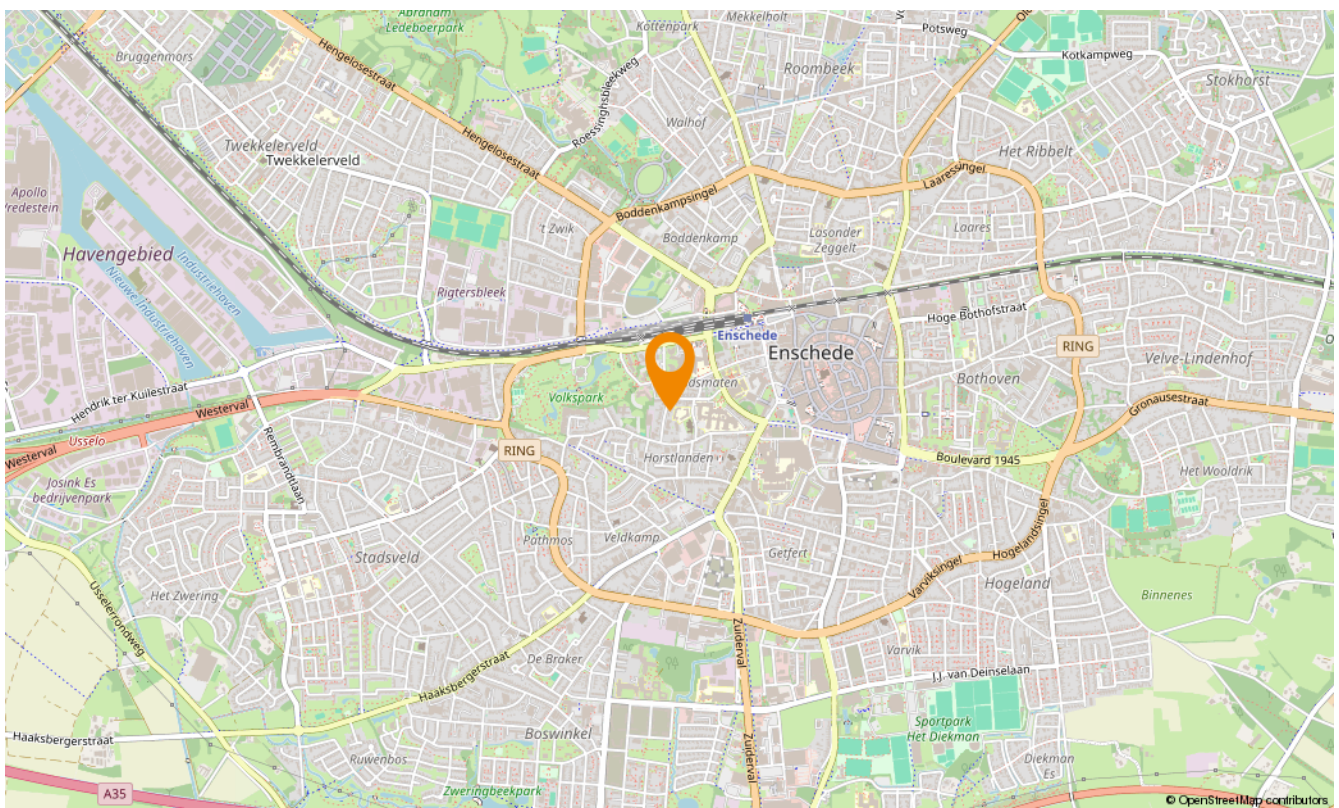 Abraham
Ledeboerpark
Kottenpark
Mekkelholt
Potsweg
Kotkampweg
Bruggenmors
Hengelosestraat
Roessinghsbleekweg
Roombeek
Stokhorst
Walhof
Twekkelerveld
Twekkelerveld
Hengelosestraat
Het Ribbelt
Laaressingel
Apollo
Vredestein
Boddenkampsingel
't Zwik
Boddenkamp
Lasonder
Zeggelt
Laares
Havengebied
Industriehaven
Nieuwe Industriehaven
Rigtersbleek
Hoge Bothofstraat
Enschede
Enschede
RING
Velve-Lindenhof
Hendrik ter Kuilestraat
Bothoven
Volkspark
Westerval
Gronausestraat
Usselo
Westerval
RING
Horstlanden
Boulevard 1945
Het Wooldrik
Rembrandtlaan
Josink Es
bedrijvenpark
Pathmos
Veldkamp
Getfert
Hogelandsingel
Stadsveld
Varviksingel
Hogeland
Het Zwering
Binnenes
Usselerrondweg
Zuiderval
De Braker
Varvik
J.J. van Deinselaan
Haaksbergerstraat
Haaksbergerstraat
Boswinkel
Zuiderval
Sportpark
Het Diekman
Ruwenbos
Diekman
Es
Zweringbeekpark
A35
© OpenStreetMap contributors